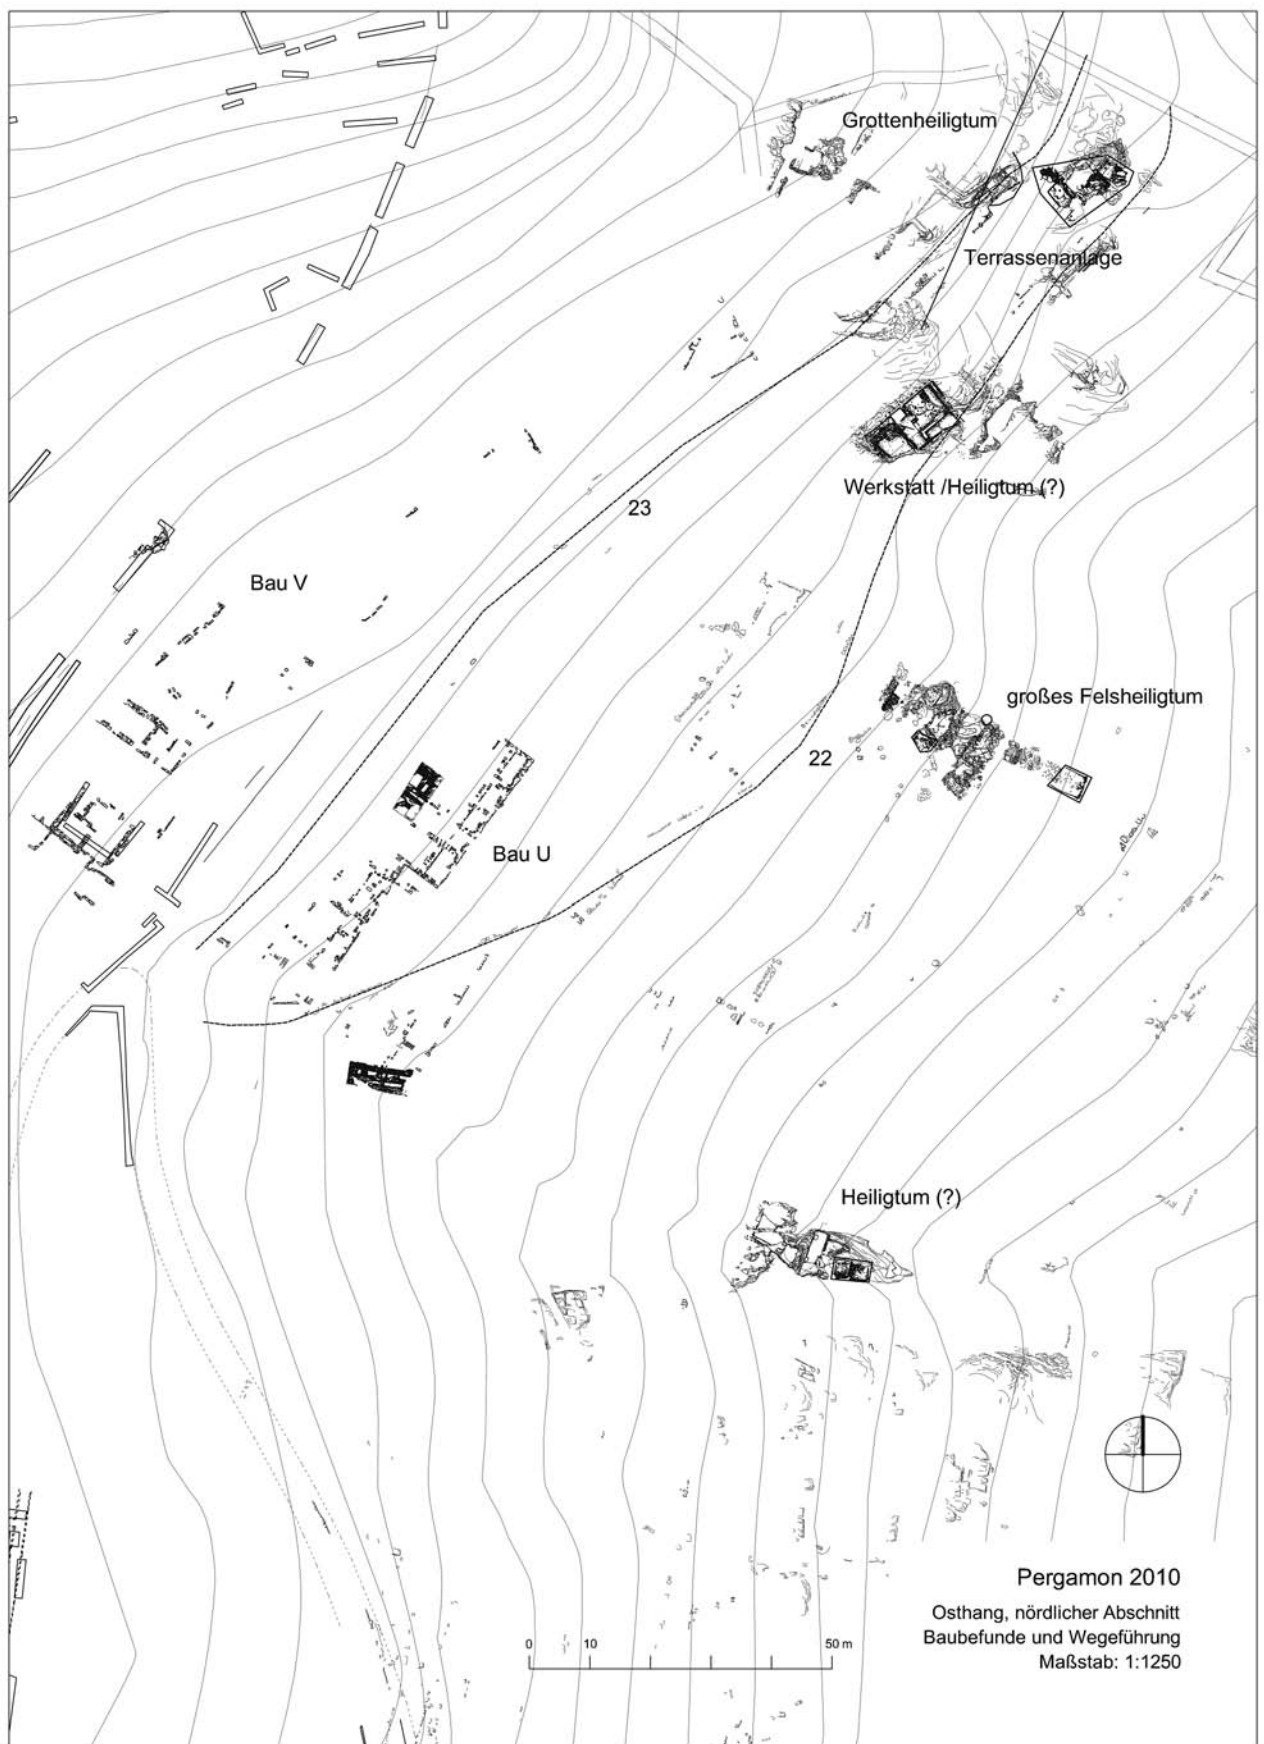 Grottenheiligtum
Terrassenanlage
Werkstatt /Heiligtum (?)
23
Bau V
großes Felsheiligtum
22
Bau U
Heiligtum (?)
Pergamon 2010
Osthang, nördlicher Abschnitt
Baubefunde und Wegeführung
Maßstab: 1:1250
0 10 50 m